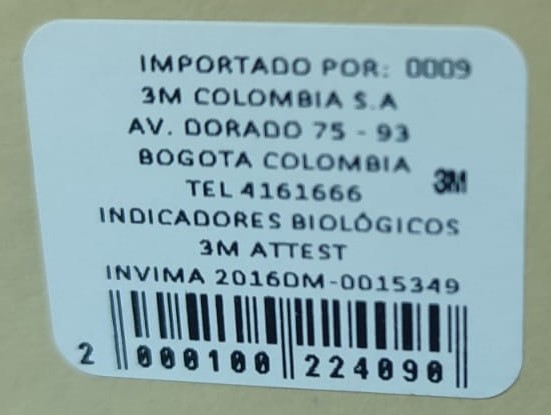 IMPORTADO POR: 0009
3M COLOMBIA S.A
AV. DORADO 75 - 93
BOGOTA COLOMBIA
3M
TEL 4161666
INDICADORES BIOLÓGICOS
3M ATTEST
INVIMA 2016DM-0015349
2 000100 224090